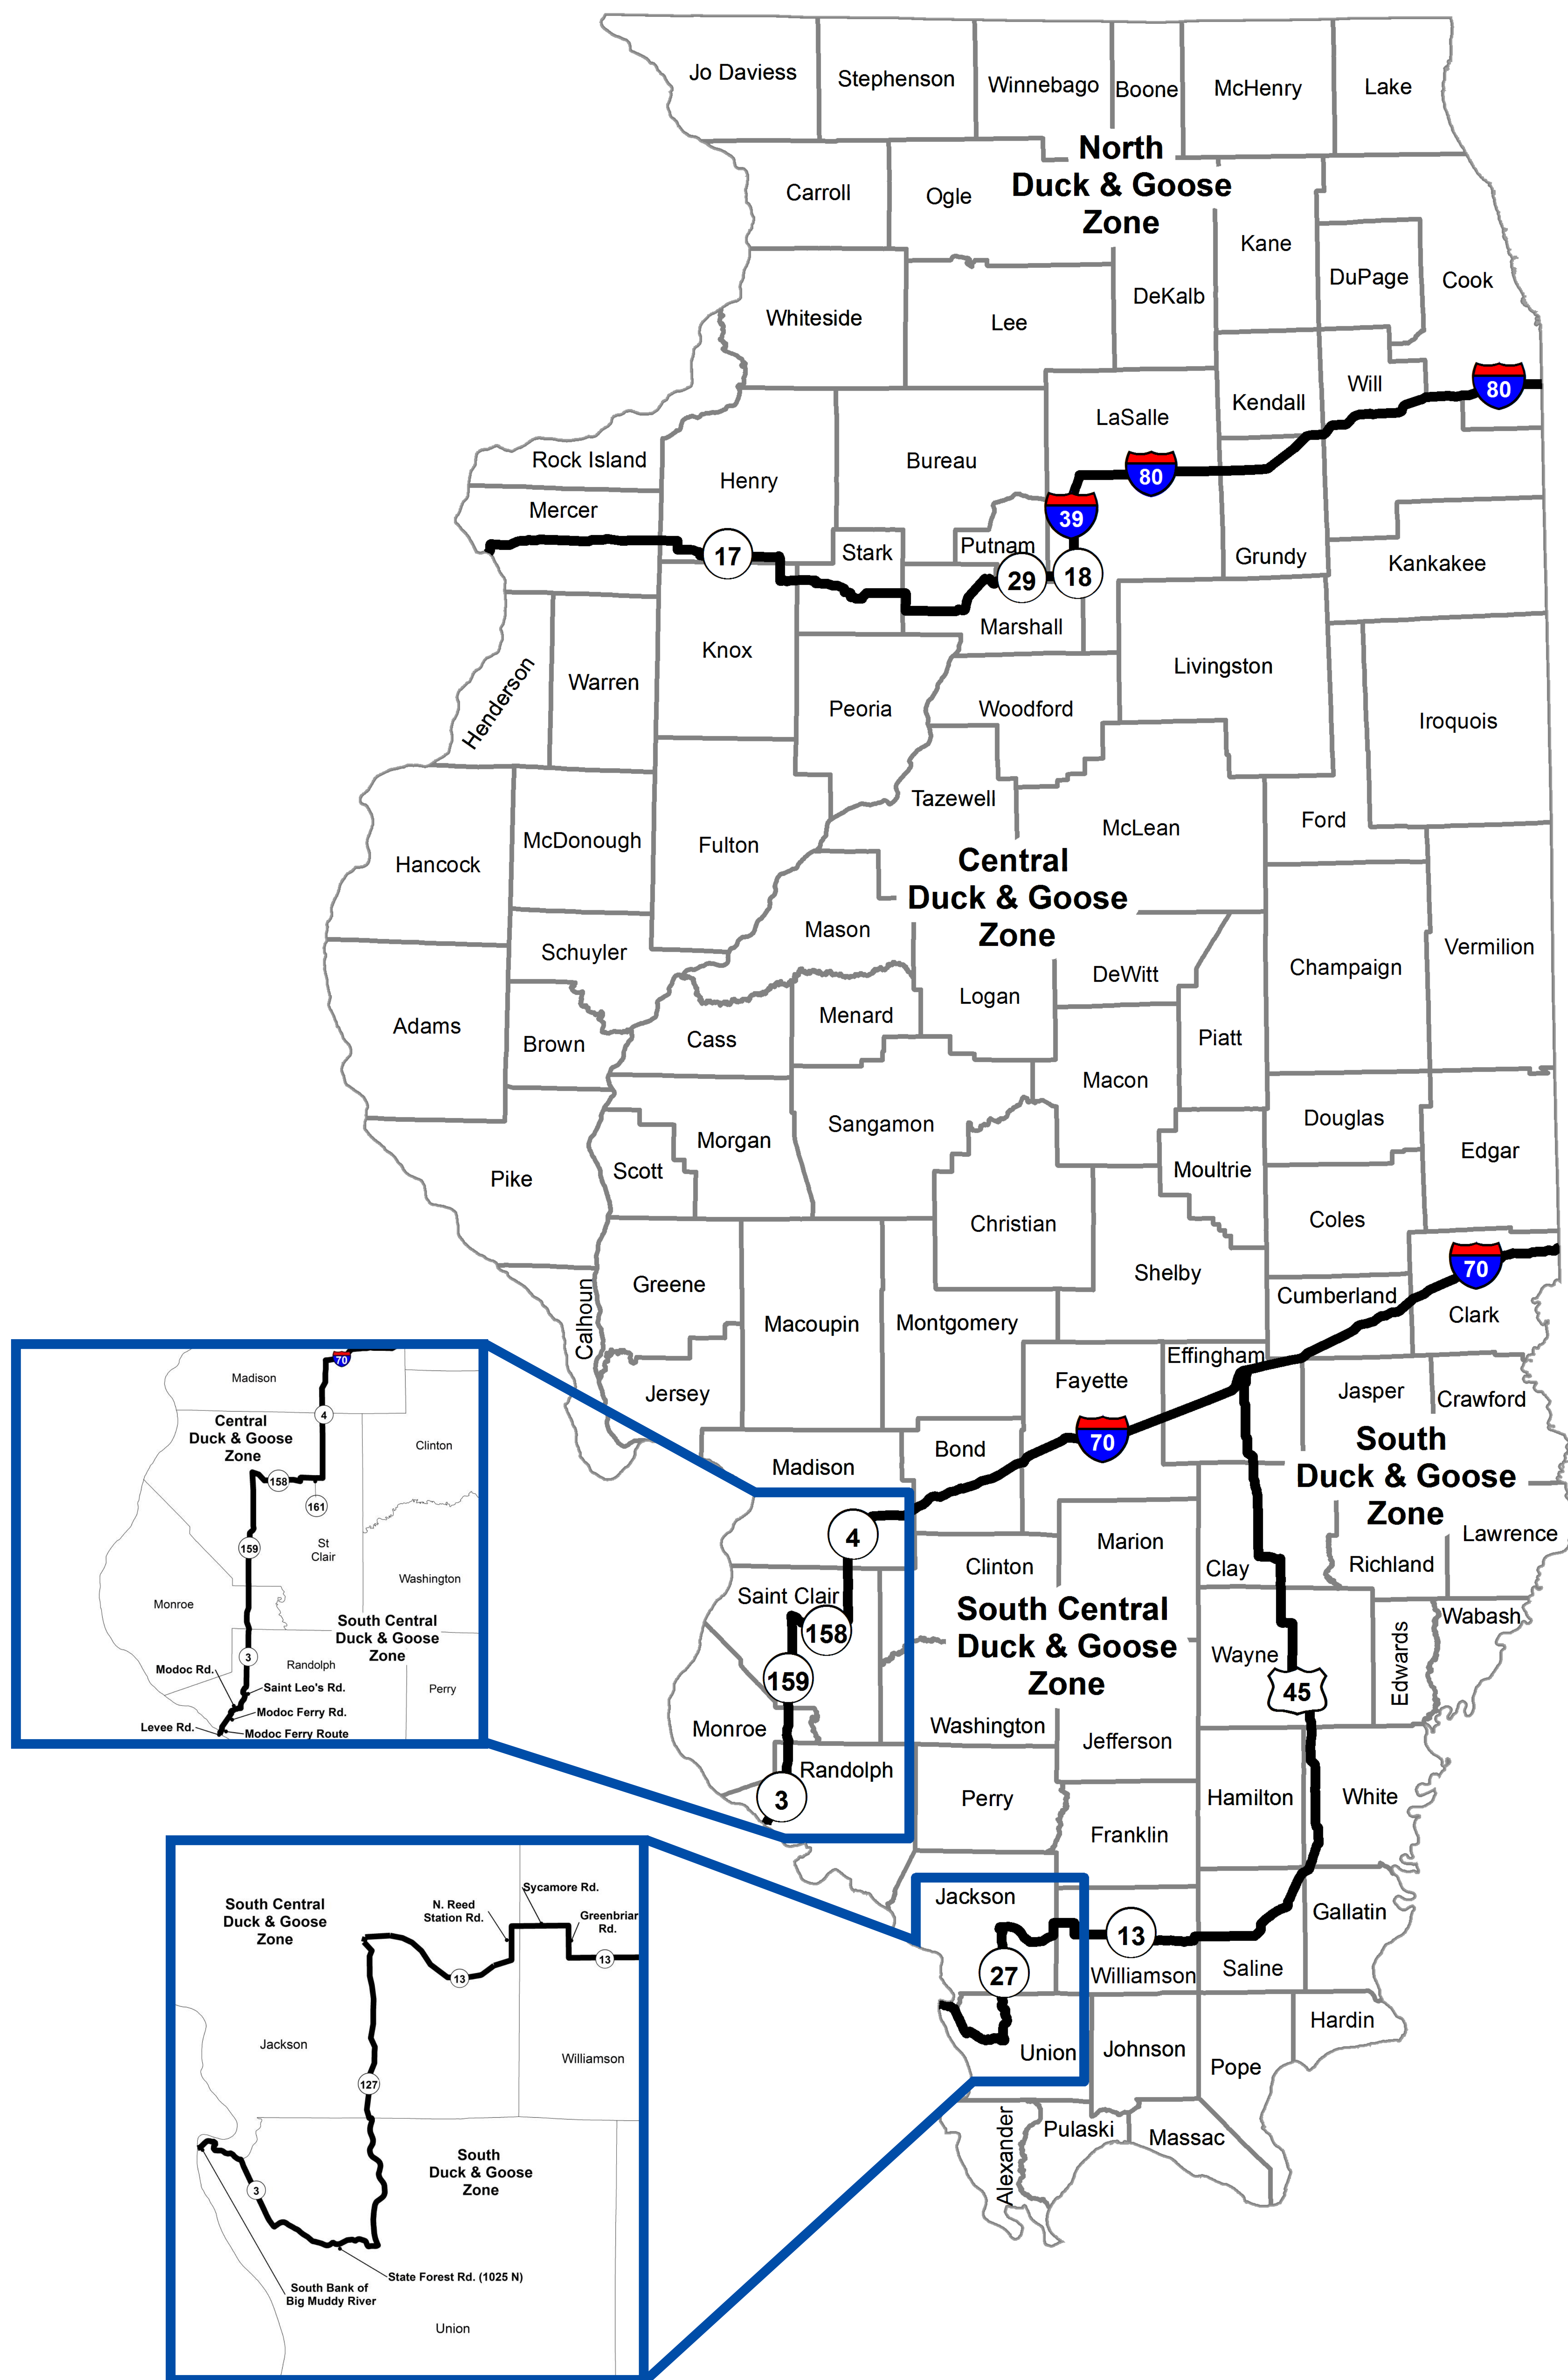 Jo Daviess
Stephenson
Winnebago
Boone
McHenry
Lake
North
Duck & Goose
Zone
Carroll
Ogle
Kane
DuPage
Cook
DeKalb
Whiteside
Lee
Will
80
Kendall
LaSalle
Rock Island
Henry
Bureau
80
Mercer
39
17
Stark
Putnam
29
18
Grundy
Kankakee
Marshall
Knox
Livingston
Henderson
Warren
Peoria
Woodford
Iroquois
Tazewell
McLean
Ford
McDonough
Fulton
Hancock
Central
Duck & Goose
Zone
Mason
Schuyler
Vermilion
Champaign
DeWitt
Logan
Menard
Adams
Brown
Cass
Piatt
Macon
Sangamon
Douglas
Morgan
Edgar
Scott
Moultrie
Pike
Christian
Coles
Shelby
70
Greene
Calhoun
Cumberland
Clark
Macoupin
Montgomery
Effingham
Fayette
Jersey
Jasper
Crawford
70
Bond
Madison
South
Duck & Goose
Zone
4
Marion
Lawrence
Clinton
Clay
Richland
Saint Clair
South Central
Duck & Goose
Zone
158
Wabash
Wayne
Edwards
159
45
Monroe
Washington
Jefferson
Randolph
3
Perry
Hamilton
White
Franklin
Jackson
Gallatin
13
27
Williamson
Saline
Hardin
Union
Johnson
Pope
Alexander
Pulaski
Massac
70
Madison
4
Central
Duck & Goose
Zone
Clinton
158
161
159
St
Clair
Washington
Monroe
South Central
Duck & Goose
Zone
3
Modoc Rd.
Randolph
Saint Leo's Rd.
Perry
Modoc Ferry Rd.
Levee Rd.
Modoc Ferry Route
Sycamore Rd.
South Central
Duck & Goose
Zone
N. Reed
Station Rd.
Greenbriar
Rd.
13
13
Jackson
Williamson
127
South
Duck & Goose
Zone
3
State Forest Rd. (1025 N)
South Bank of
Big Muddy River
Union